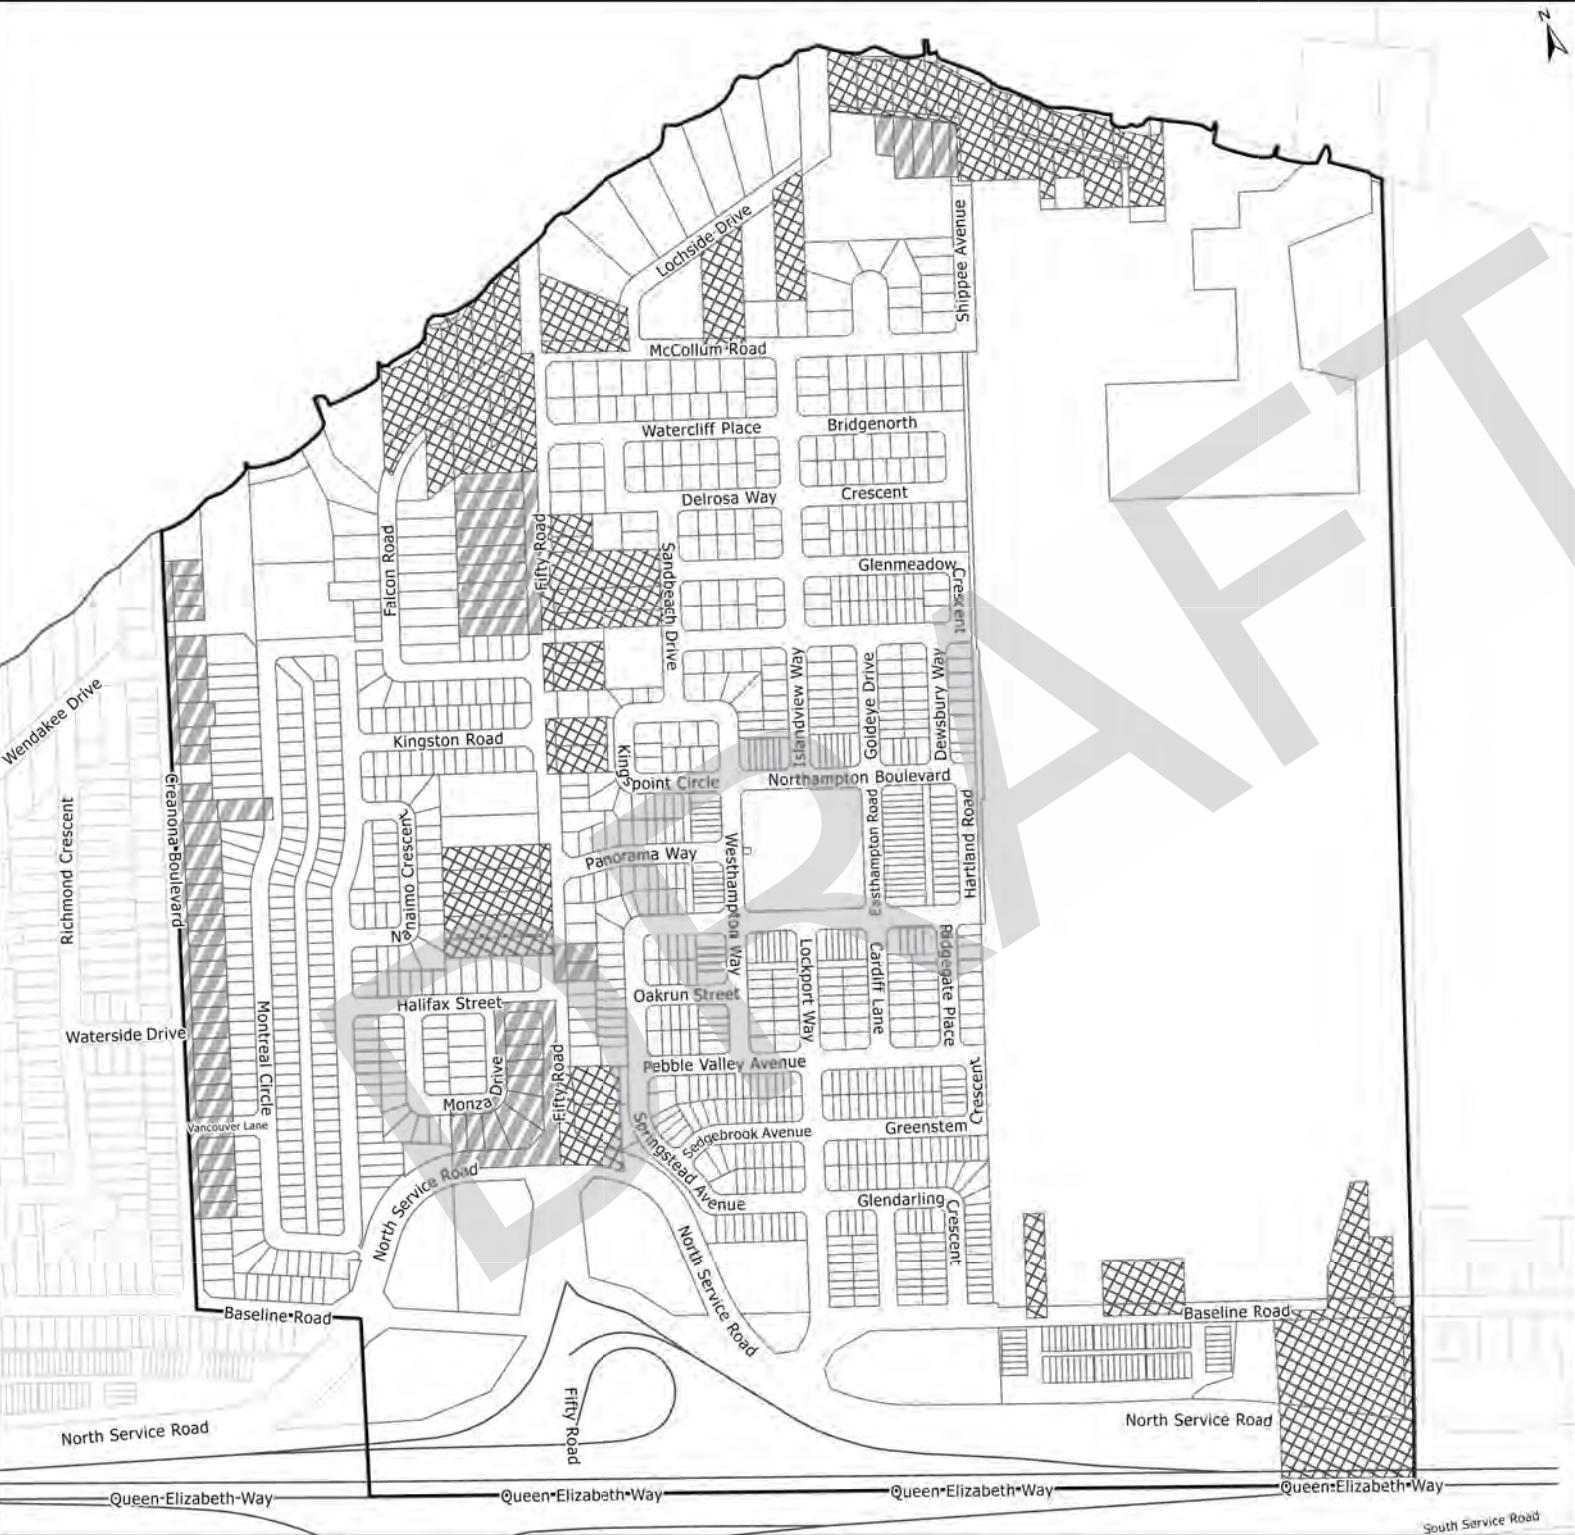 N
Lochside Drive
Shippee Avenue
McCollum Road
Watercliff Place
Bridgenorth
Crescent
Delrosa Way
Falcon Road
Fifty Road
Sandbeach Drive
Glenmeadow
Crescent
Wendakee Drive
Kingston Road
Kingspoint Circle
Islandview Way
Goldeye Drive
Dewsbury Way
Northampton Boulevard
Richmond Crescent
Creanona Boulevard
Nanaimo Crescent
Panorama Way
Westhampton Way
Easthampton Road
Hartland Road
Waterside Drive
Montreal Circle
Halifax Street
Oakrun Street
Lockport Way
Cardiff Lane
Ridgegate Place
Monza Drive
Fifty Road
Pebble Valley Avenue
Crescent
Greenstem
Vancouver Lane
Sedgebrook Avenue
Springstead Avenue
Glendarling
Crescent
North Service Road
North Service Road
Baseline Road
Baseline Road
North Service Road
Fifty Road
North Service Road
Queen Elizabeth Way
Queen Elizabeth Way
Queen Elizabeth Way
Queen Elizabeth Way
South Service Road
DRAFT